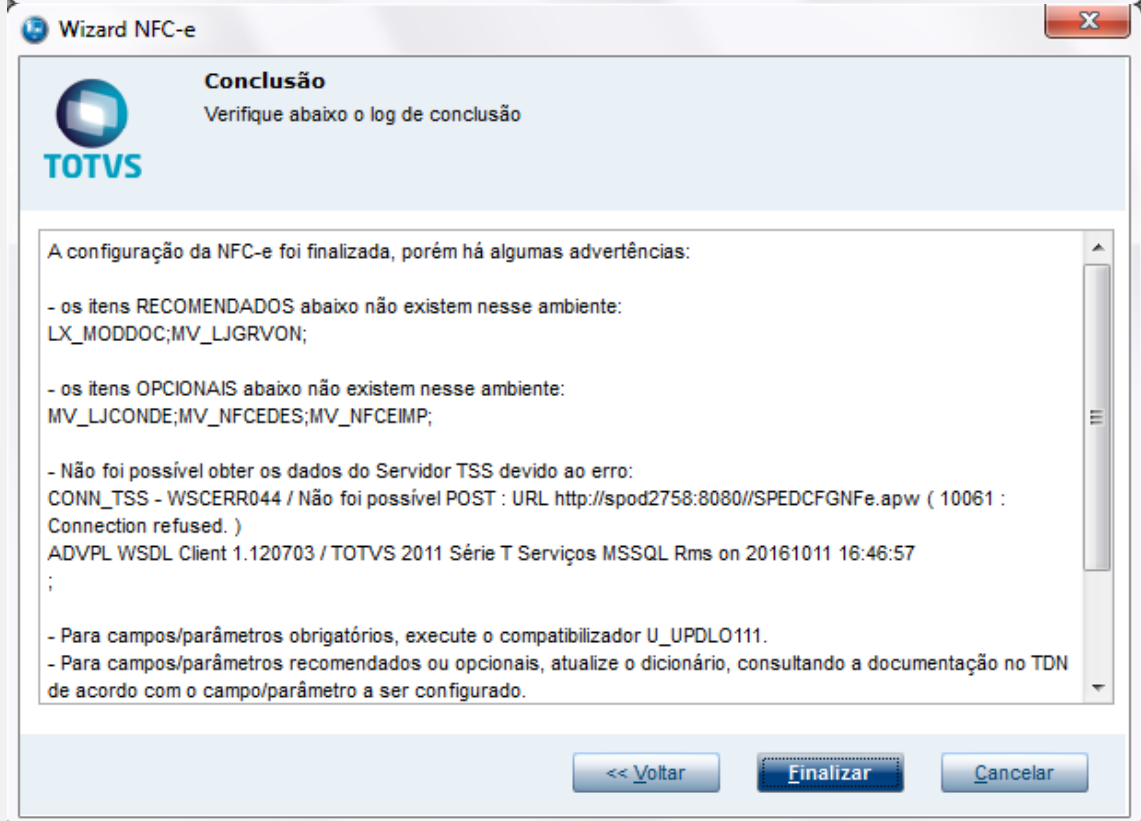 Wizard NFC-e
Conclusão
Verifique abaixo o log de conclusão
TOTVS
A configuração da NFC-e foi finalizada, porém há algumas advertências:
- os itens RECOMENDADOS abaixo não existem nesse ambiente:
LX_MODDOC;MV_LJGRVON;
- os itens OPCIONAIS abaixo não existem nesse ambiente:
MV_LJCONDE;MV_NFCEDES;MV_NFCEIMP;
- Não foi possível obter os dados do Servidor TSS devido ao erro:
CONN_TSS - WSCERR044 / Não foi possível POST : URL http://spod2758:8080//SPEDCFGNFe.apw ( 10061 :
Connection refused. )
ADVPL WSDL Client 1.120703 / TOTVS 2011 Série T Serviços MSSQL Rms on 20161011 16:46:57
;
- Para campos/parâmetros obrigatórios, execute o compatibilizador U_UPDLO111.
- Para campos/parâmetros recomendados ou opcionais, atualize o dicionário, consultando a documentação no TDN
de acordo com o campo/parâmetro a ser configurado.
<< Voltar
Finalizar
Cancelar